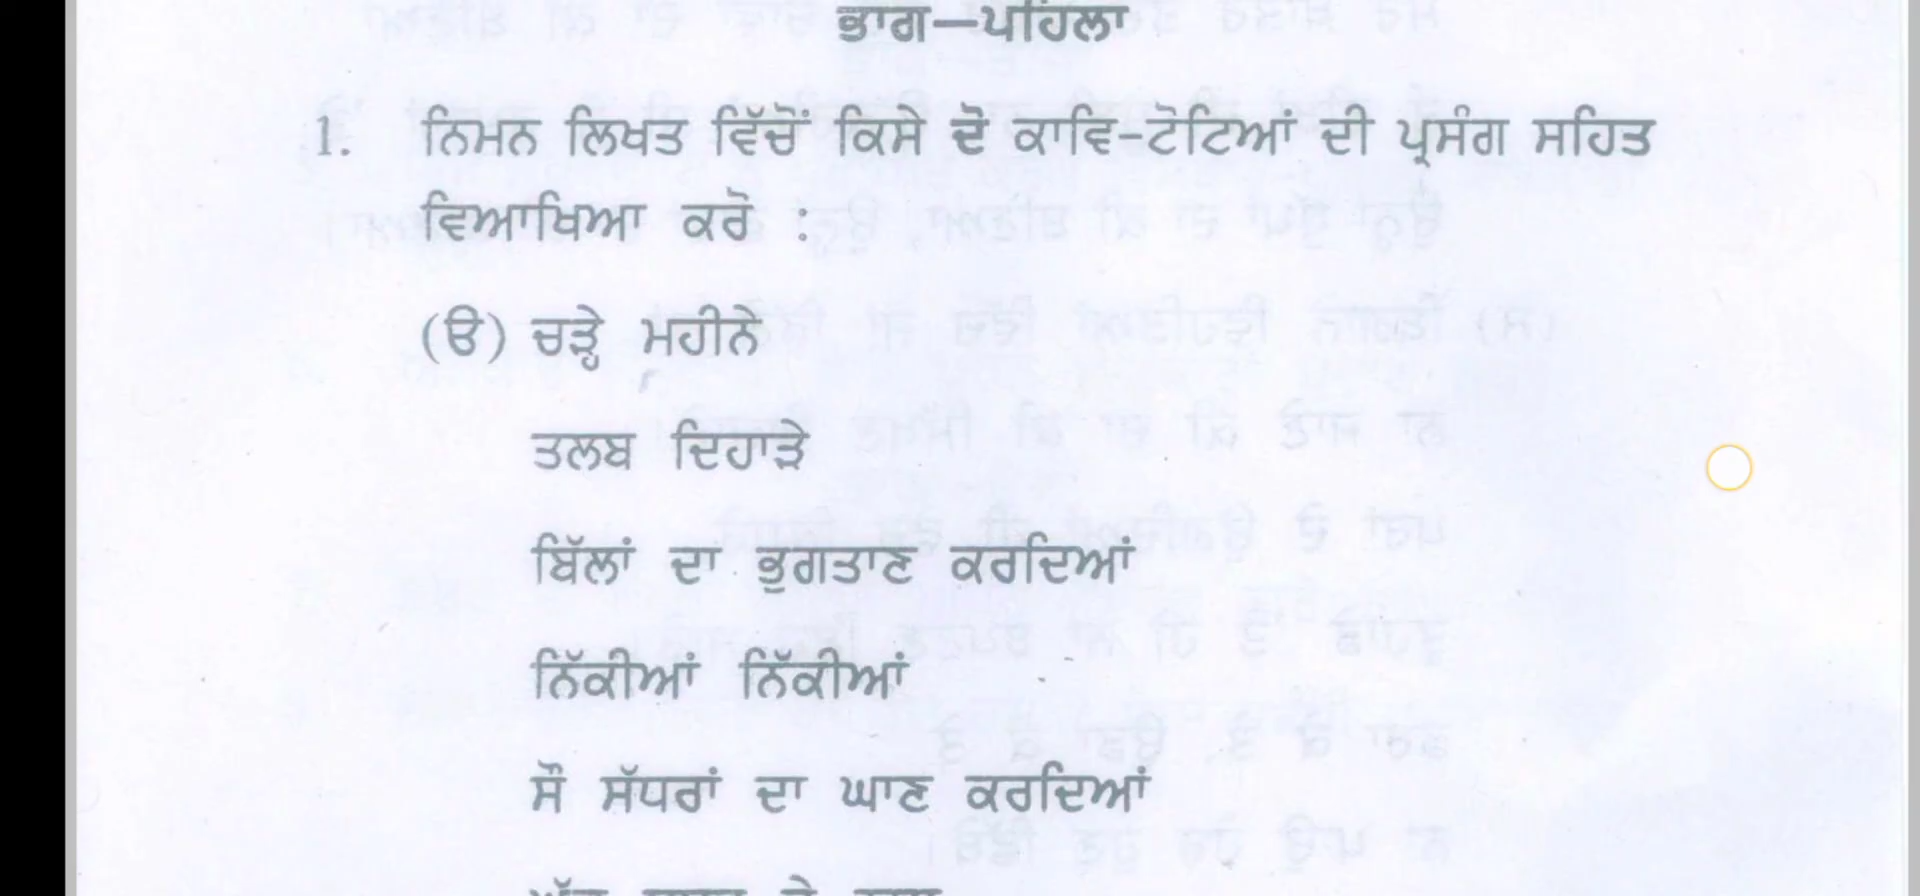 ਭਾਗ—ਪਹਿਲਾ
1. ਨਿਮਨ ਲਿਖਤ ਵਿੱਚੋਂ ਕਿਸੇ ਦੋ ਕਾਵਿ-ਟੋਟਿਆਂ ਦੀ ਪ੍ਰਸੰਗ ਸਹਿਤ
ਵਿਆਖਿਆ ਕਰੋ :
(ੳ) ਚੜ੍ਹੇ ਮਹੀਨੇ
ਤਲਬ ਦਿਹਾੜੇ
ਬਿੱਲਾਂ ਦਾ ਭੁਗਤਾਣ ਕਰਦਿਆਂ
ਨਿੱਕੀਆਂ ਨਿੱਕੀਆਂ
ਸੌ ਸੱਧਰਾਂ ਦਾ ਘਾਣ ਕਰਦਿਆਂ